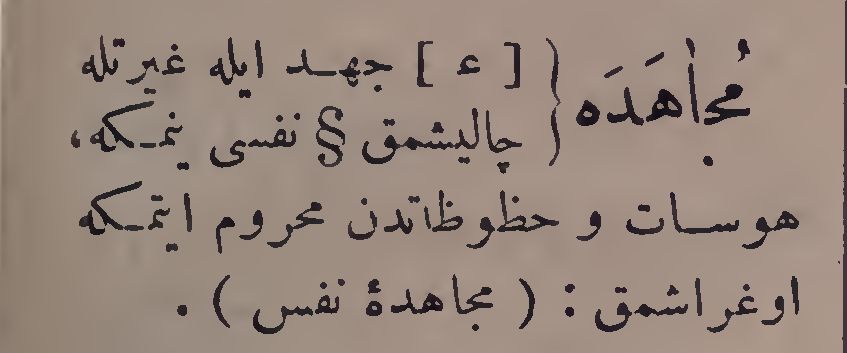 مُجاهَدَه { [ ع ] جهد ایله غیرتله
چالیشمق § نفسی ینمکه،
هوسات و حظوظاتدن محروم ایتمکه
اوغراشمق : ( مجاهدهٔ نفس ) .